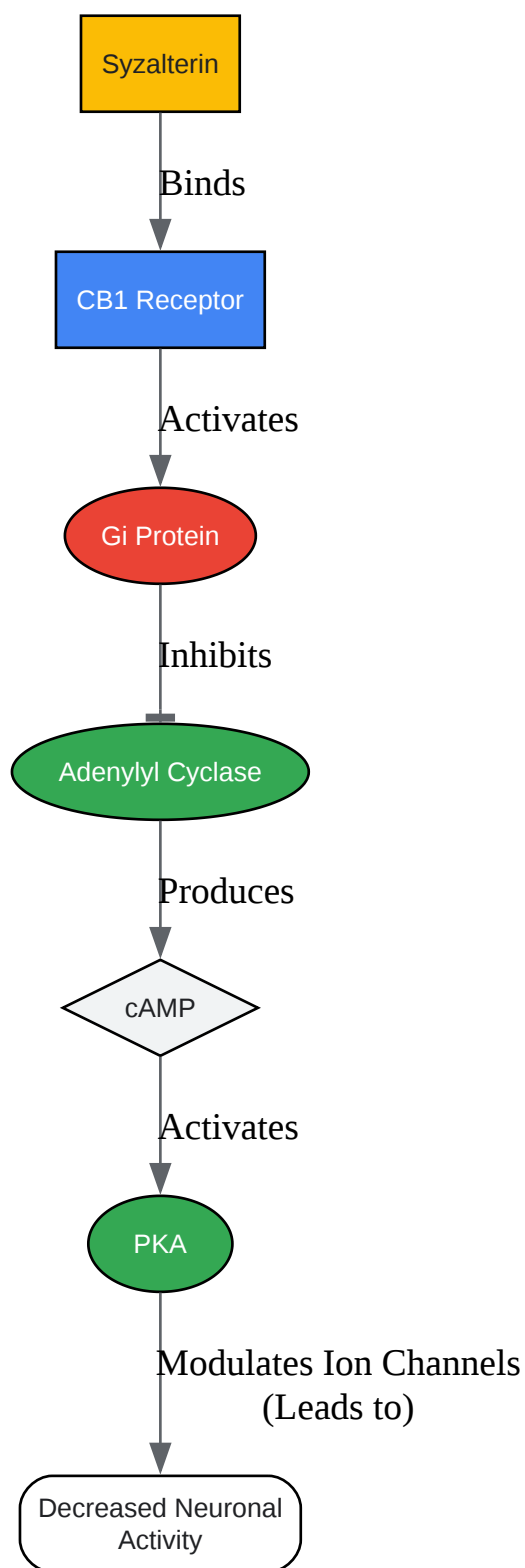 Syzalterin
Binds
CB1 Receptor
Activates
Gi Protein
Inhibits
Adenylyl Cyclase
Produces
cAMP
Activates
PKA
Modulates Ion Channels
(Leads to)
Decreased Neuronal
Activity